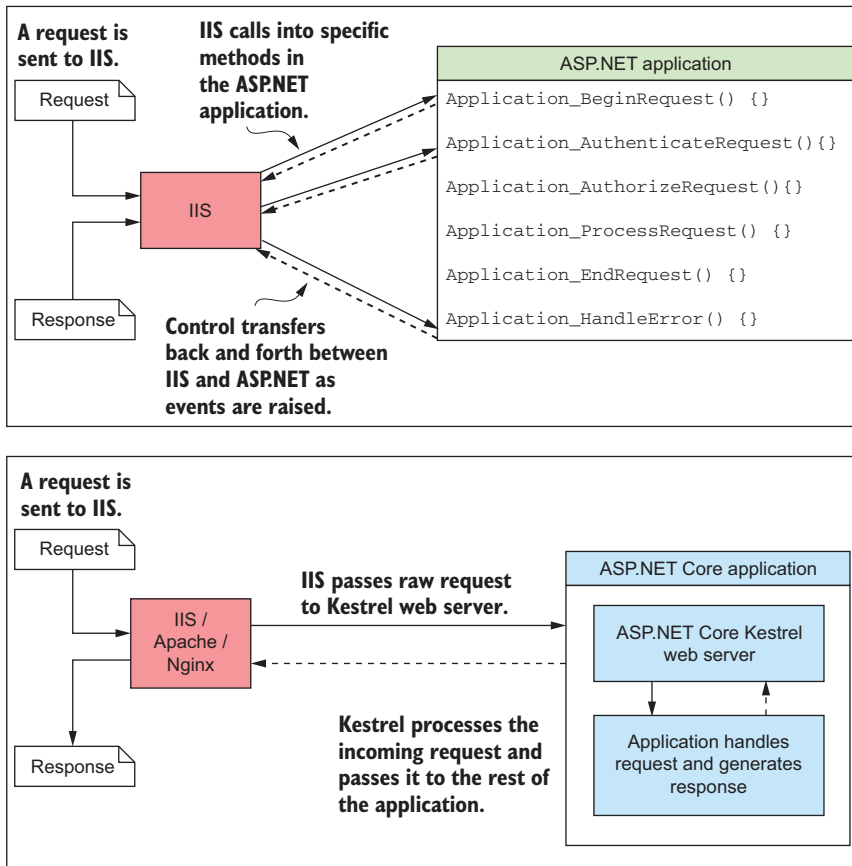 A request is
sent to IIS.
Request
IIS calls into specific
methods in
the ASP.NET
application.
ASP.NET application
Application_BeginRequest() {}
Application_AuthenticateRequest(){}
Application_AuthorizeRequest(){}
Application_ProcessRequest() {}
Application_EndRequest() {}
Application_HandleError() {}
IIS
Response
Control transfers
back and forth between
IIS and ASP.NET as
events are raised.
A request is
sent to IIS.
Request
IIS passes raw request
to Kestrel web server.
IIS /
Apache /
Nginx
ASP.NET Core application
ASP.NET Core Kestrel
web server
Application handles
request and generates
response
Kestrel processes the
incoming request and
passes it to the rest of
the application.
Response